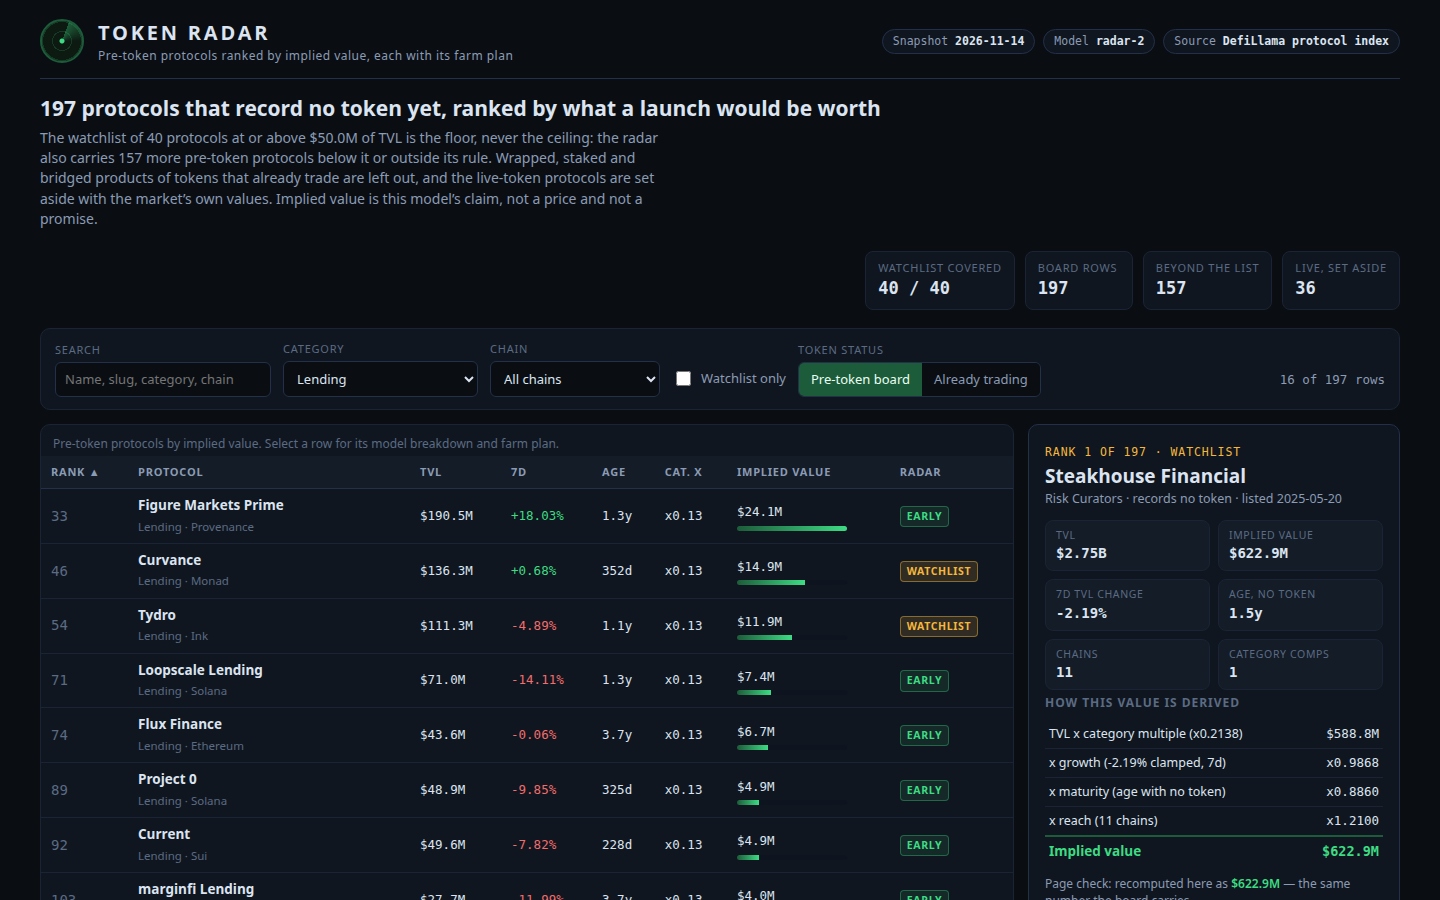 TOKEN RADAR
Pre-token protocols ranked by implied value, each with its farm plan
Snapshot 2026-11-14
Model radar-2
Source DefiLlama protocol index
197 protocols that record no token yet, ranked by what a launch would be worth
The watchlist of 40 protocols at or above $50.0M of TVL is the floor, never the ceiling: the radar
also carries 157 more pre-token protocols below it or outside its rule. Wrapped, staked and
bridged products of tokens that already trade are left out, and the live-token protocols are set
aside with the market's own values. Implied value is this model's claim, not a price and not a
promise.
WATCHLIST COVERED
40 / 40
BOARD ROWS
197
BEYOND THE LIST
157
LIVE, SET ASIDE
36
SEARCH
Name, slug, category, chain
CATEGORY
Lending
CHAIN
All chains
Watchlist only
TOKEN STATUS
Pre-token board
Already trading
16 of 197 rows
Pre-token protocols by implied value. Select a row for its model breakdown and farm plan.
RANK ▲ PROTOCOL TVL 7D AGE CAT. X IMPLIED VALUE RADAR
33 Figure Markets Prime $190.5M +18.03% 1.3y x0.13 $24.1M EARLY
Lending · Provenance
46 Curvance $136.3M +0.68% 352d x0.13 $14.9M WATCHLIST
Lending · Monad
54 Tydro $111.3M -4.89% 1.1y x0.13 $11.9M WATCHLIST
Lending · Ink
71 Loopscale Lending $71.0M -14.11% 1.3y x0.13 $7.4M EARLY
Lending · Solana
74 Flux Finance $43.6M -0.06% 3.7y x0.13 $6.7M EARLY
Lending · Ethereum
89 Project 0 $48.9M -9.85% 325d x0.13 $4.9M EARLY
Lending · Solana
92 Current $49.6M -7.82% 228d x0.13 $4.9M EARLY
Lending · Sui
103 marginfi Lending $27.7M -11.99% 3.7y x0.13 $4.0M EARLY
RANK 1 OF 197 · WATCHLIST
Steakhouse Financial
Risk Curators · records no token · listed 2025-05-20
TVL
$2.75B
IMPLIED VALUE
$622.9M
7D TVL CHANGE
-2.19%
AGE, NO TOKEN
1.5y
CHAINS
11
CATEGORY COMPS
1
HOW THIS VALUE IS DERIVED
TVL x category multiple (x0.2138) $588.8M
x growth (-2.19% clamped, 7d) x0.9868
x maturity (age with no token) x0.8860
x reach (11 chains) x1.2100
Implied value $622.9M
Page check: recomputed here as $622.9M — the same
number the board carries